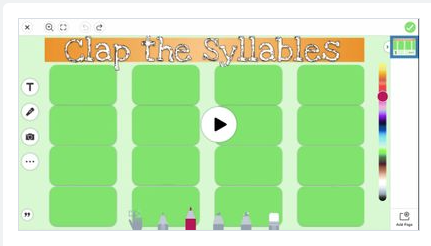 Clap the Syllables
T
Add Page